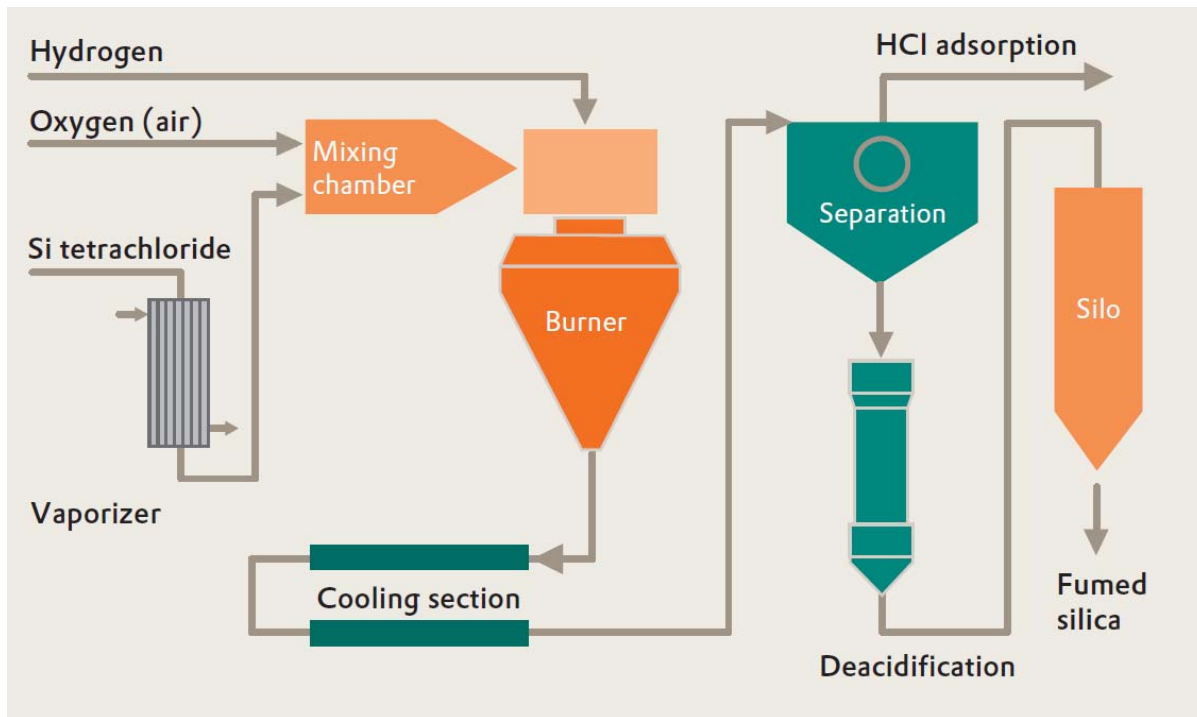 Hydrogen
HCl adsorption
Oxygen (air)
Mixing
chamber
Separation
Si tetrachloride
Silo
Burner
Vaporizer
Cooling section
Fumed
silica
Deacidification